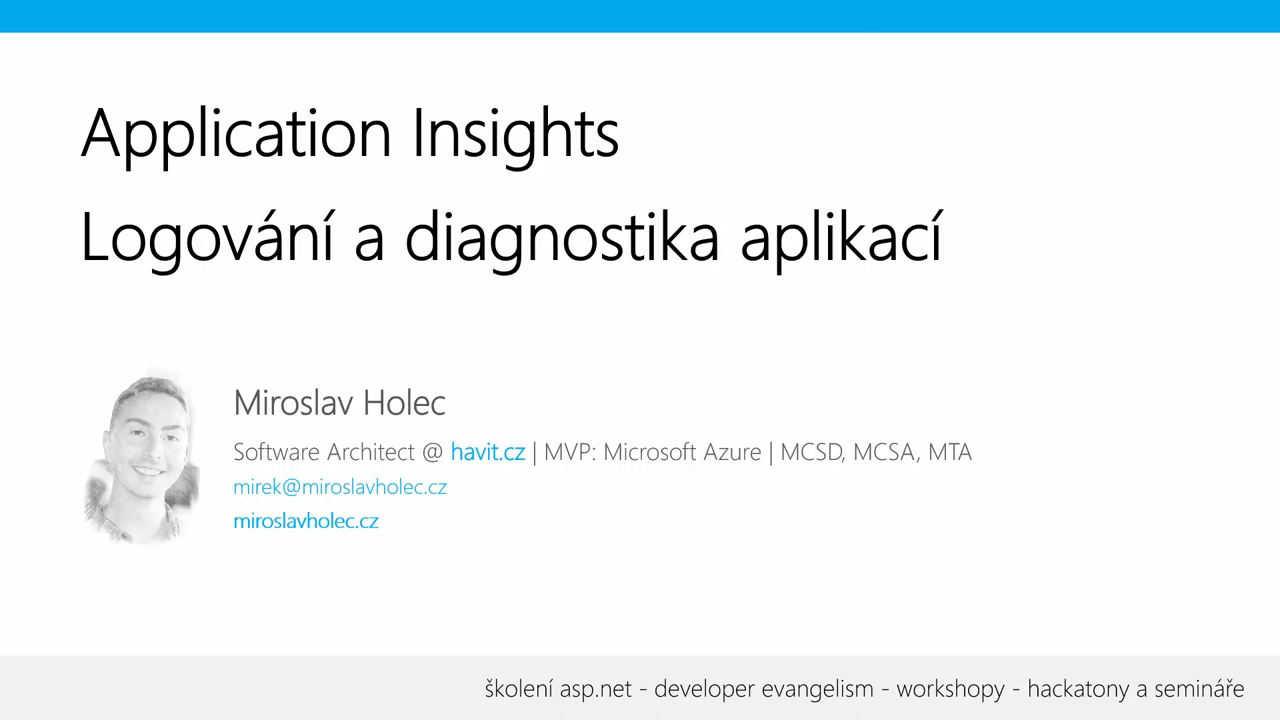 Application Insights
Logování a diagnostika aplikací
Miroslav Holec
Software Architect @ havit.cz | MVP: Microsoft Azure | MCSD, MCSA, MTA
mirek@miroslavholec.cz
miroslavholec.cz
školení asp.net - developer evangelism - workshopy - hackatony a semináře